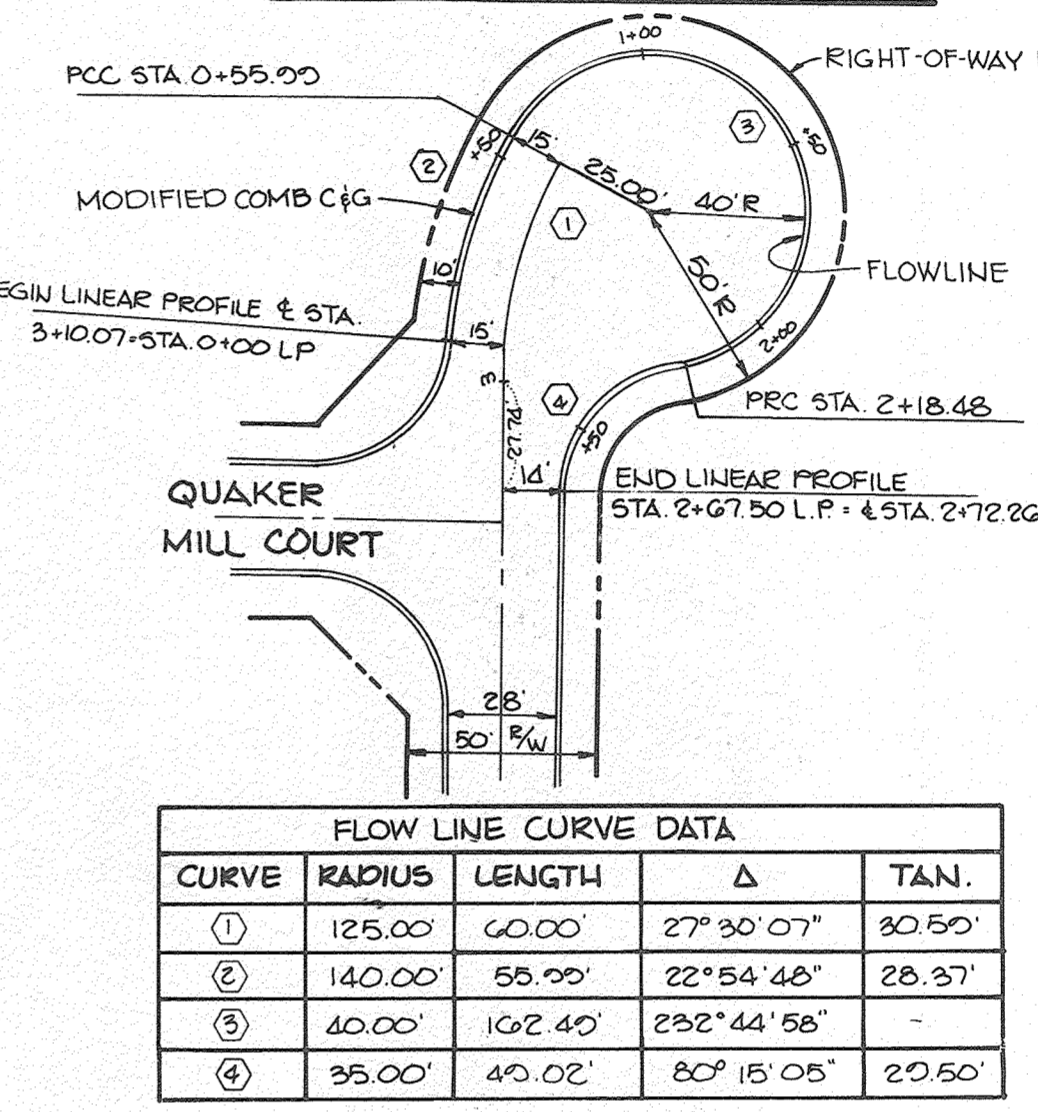 1+00
PCC STA. 0+55.99
RIGHT-OF-WAY
+50
15'
3
+50
2
25.00'
40'R
MODIFIED COMB C&G
1
50'R
FLOWLINE
10'
EGIN LINEAR PROFILE ℄ STA.
3+10.07=STA. 0+00 LP
15'
2+00
3
4
PRC STA. 2+18.48
27.74'
+50
14'
END LINEAR PROFILE
STA. 2+67.50 L.P. = ℄ STA. 2+72.26
QUAKER
MILL COURT
28'
50' R/W
FLOW LINE CURVE DATA
CURVE RADIUS LENGTH Δ TAN.
1 125.00' 60.00' 27°30'07" 30.59'
2 140.00' 55.99' 22°54'48" 28.37'
3 40.00' 162.49' 232°44'58" -
4 35.00' 49.02' 80°15'05" 29.50'